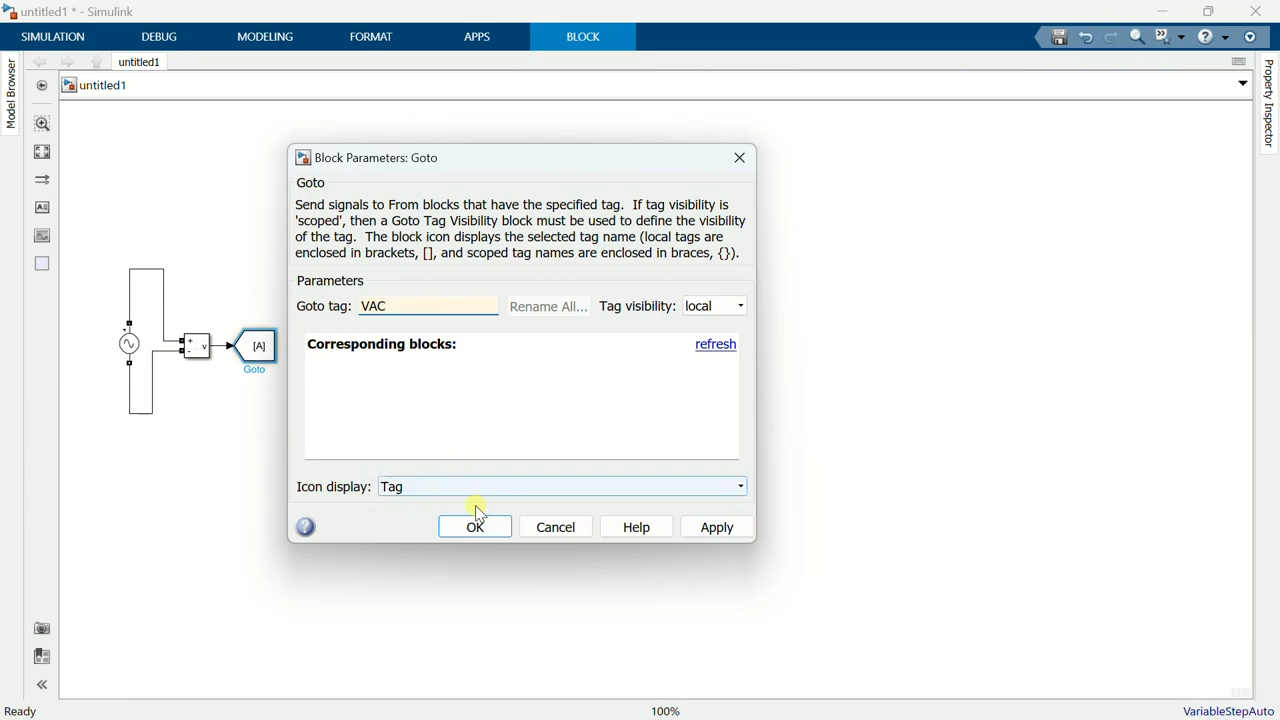 untitled1 * - Simulink
SIMULATION DEBUG MODELING FORMAT APPS BLOCK
untitled1
untitled1
Model Browser
Property Inspector
Block Parameters: Goto
Goto
Send signals to From blocks that have the specified tag. If tag visibility is
'scoped', then a Goto Tag Visibility block must be used to define the visibility
of the tag. The block icon displays the selected tag name (local tags are
enclosed in brackets, [], and scoped tag names are enclosed in braces, {}).
Parameters
Goto tag: VAC Rename All... Tag visibility: local
Corresponding blocks: refresh
+
- v
[A]
Goto
Icon display: Tag
OK Cancel Help Apply
Ready 100% VariableStepAuto